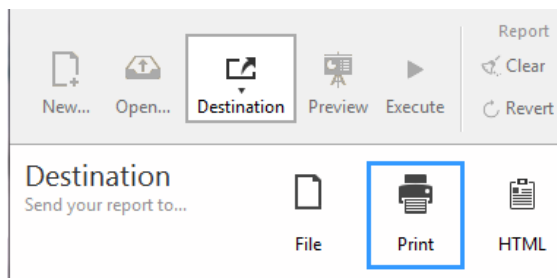 Report
New...
Open...
Destination
Preview
Execute
Clear
Revert
Destination
Send your report to...
File
Print
HTML